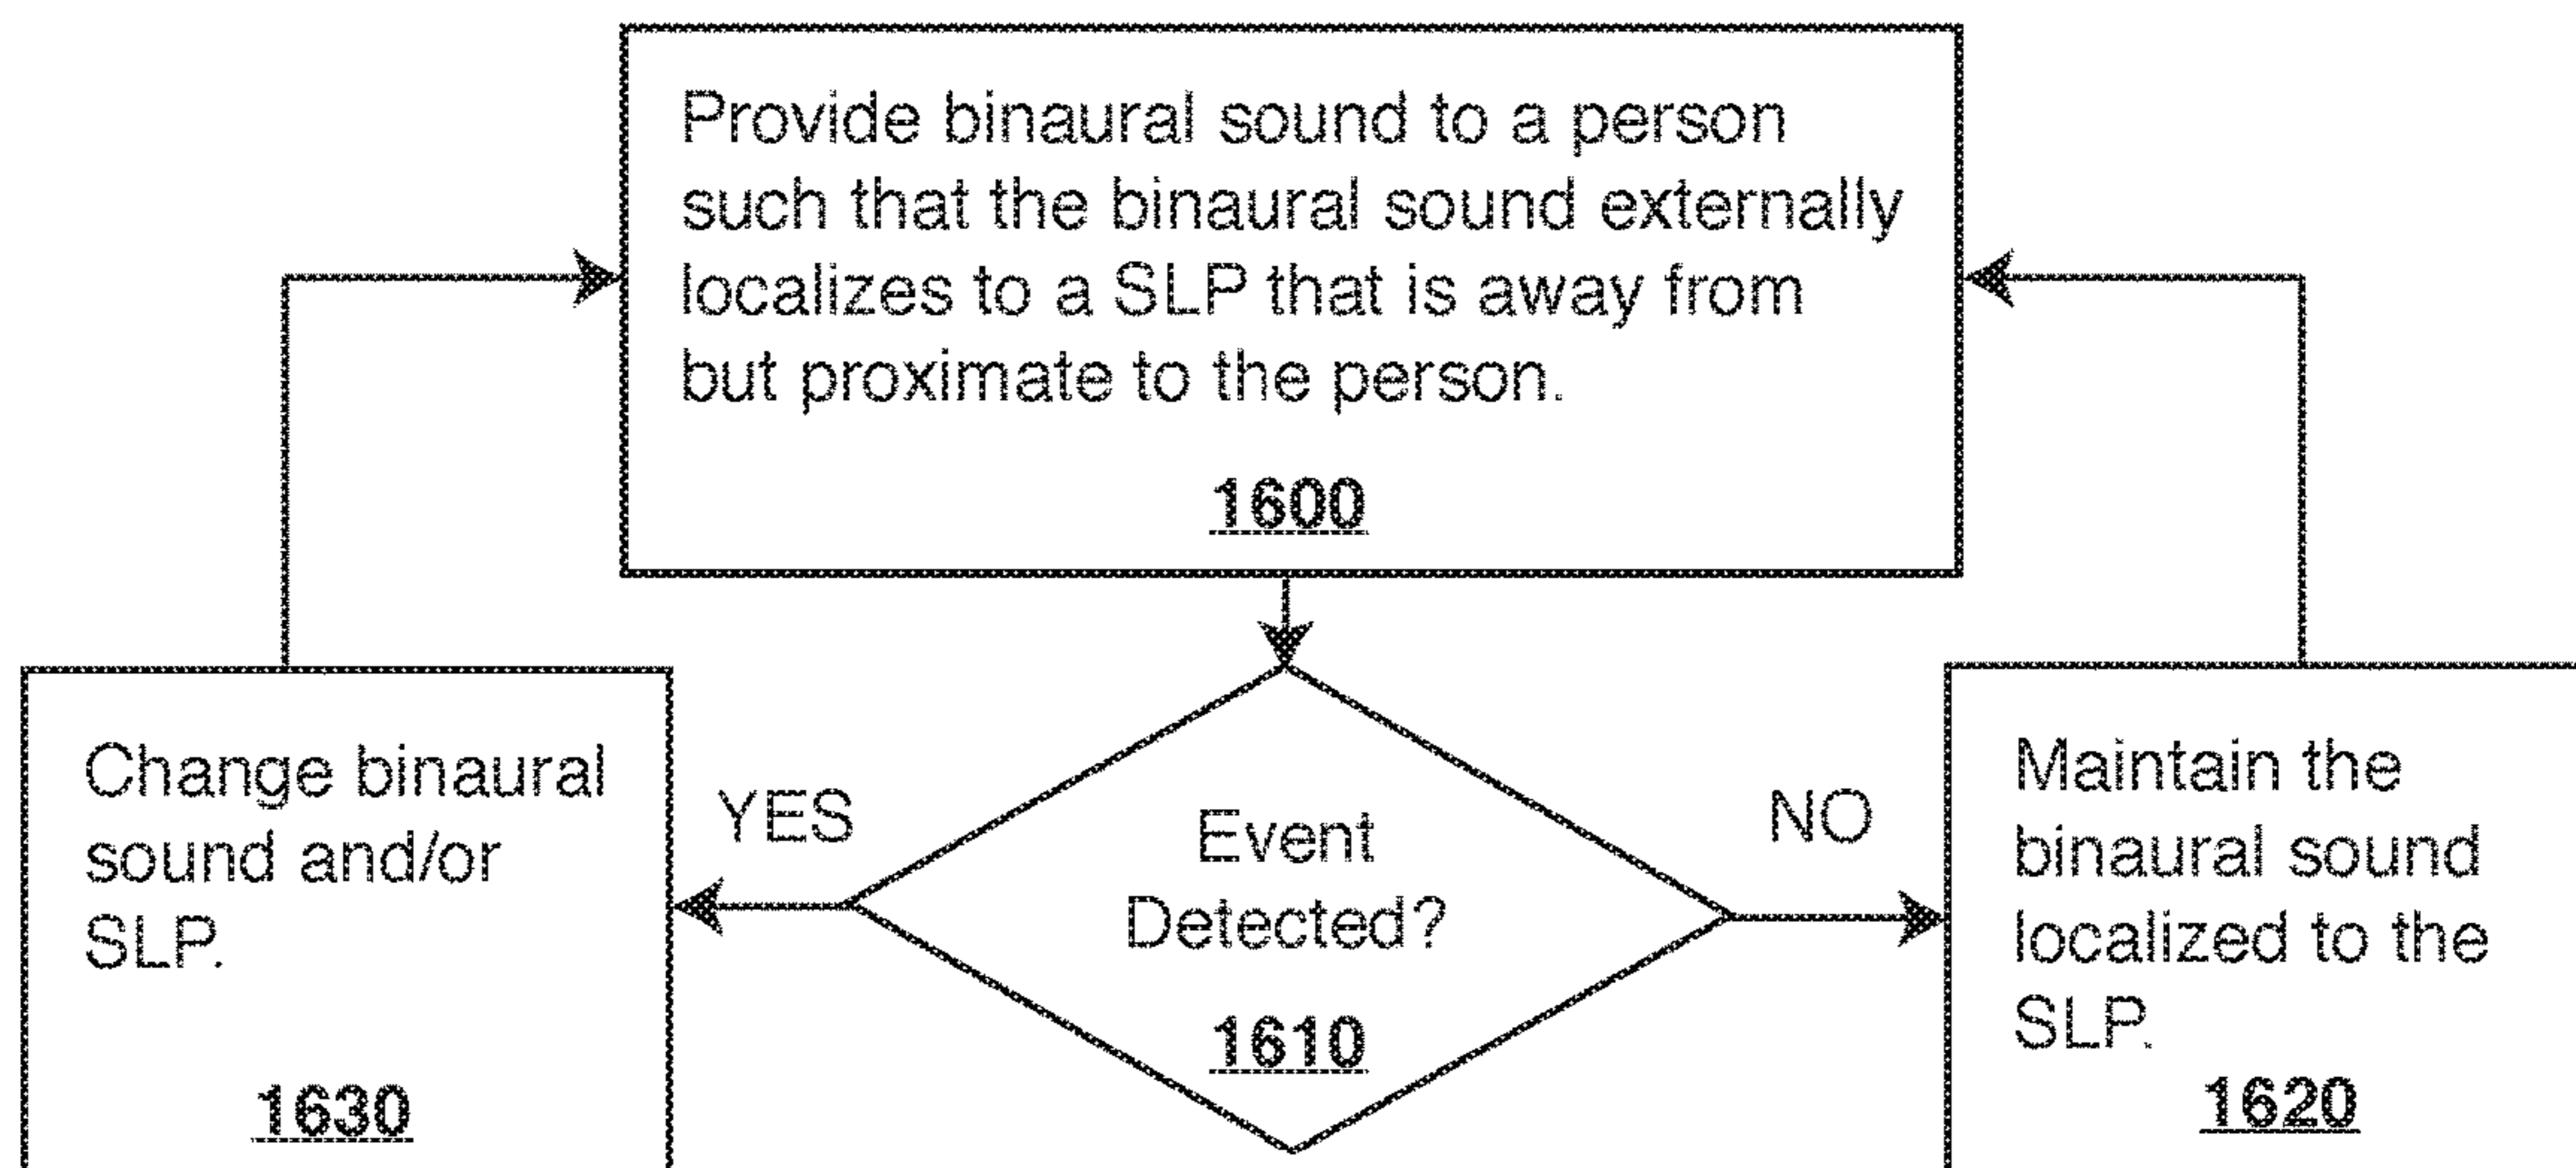 Provide binaural sound to a person
such that the binaural sound externally
localizes to a SLP that is away from
but proximate to the person.
1600
Change binaural
sound and/or
SLP.
1630
YES
Event
Detected?
1610
NO
Maintain the
binaural sound
localized to the
SLP.
1620